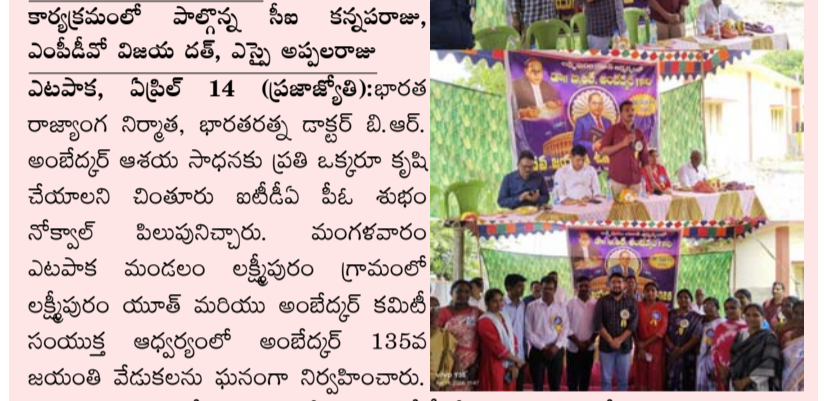 కార్యక్రమంలో పాల్గొన్న సీఐ కన్నపరాజు,
ఎంపీడీవో విజయ దత్, ఎస్సై అప్పలరాజు
ఎటపాక, ఏప్రిల్ 14 (ప్రజాజ్యోతి):భారత
రాజ్యాంగ నిర్మాత, భారతరత్న డాక్టర్ బి.ఆర్.
అంబేద్కర్ ఆశయ సాధనకు ప్రతి ఒక్కరూ కృషి
చేయాలని చింతూరు ఐటీడీఏ పీఓ శుభం
నోక్వాల్ పిలుపునిచ్చారు. మంగళవారం
ఎటపాక మండలం లక్ష్మీపురం గ్రామంలో
లక్ష్మీపురం యూత్ మరియు అంబేద్కర్ కమిటీ
సంయుక్త ఆధ్వర్యంలో అంబేద్కర్ 135వ
జయంతి వేడుకలను ఘనంగా నిర్వహించారు.